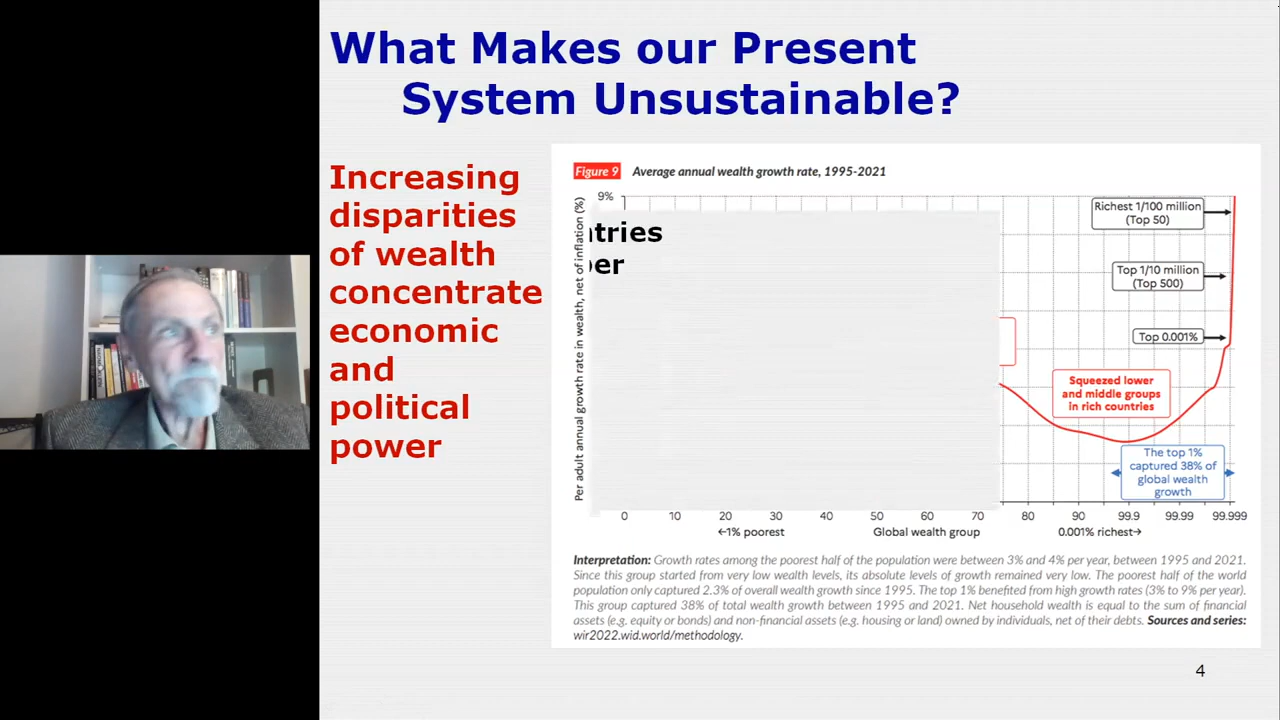 What Makes our Present
System Unsustainable?
Increasing
disparities
of wealth
concentrate
economic
and
political
power
Figure 9 Average annual wealth growth rate, 1995-2021
Per adult annual growth rate in wealth, net of inflation (%)
9%
ntries
per
Richest 1/100 million
(Top 50)
Top 1/10 million
(Top 500)
Top 0.001%
Squeezed lower
and middle groups
in rich countries
The top 1%
captured 38% of
global wealth
growth
0 10 20 30 40 50 60 70 80 90 99.9 99.99 99.999
←1% poorest Global wealth group 0.001% richest→
Interpretation: Growth rates among the poorest half of the population were between 3% and 4% per year, between 1995 and 2021.
Since this group started from very low wealth levels, its absolute levels of growth remained very low. The poorest half of the world
population only captured 2.3% of overall wealth growth since 1995. The top 1% benefited from high growth rates (3% to 9% per year).
This group captured 38% of total wealth growth between 1995 and 2021. Net household wealth is equal to the sum of financial
assets (e.g. equity or bonds) and non-financial assets (e.g. housing or land) owned by individuals, net of their debts. Sources and series:
wir2022.wid.world/methodology.
4